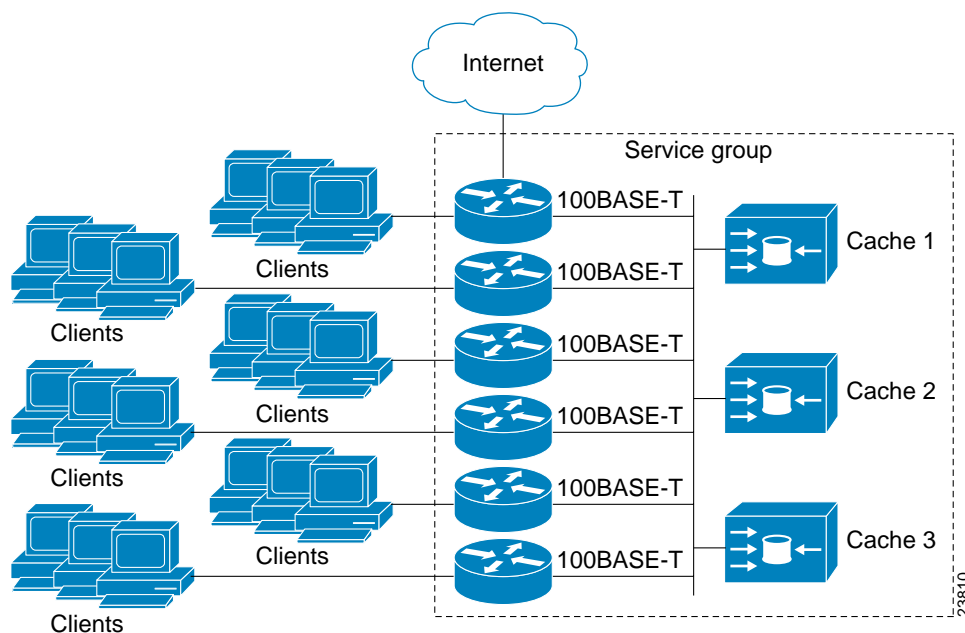 Internet
Service group
100BASE-T
Cache 1
Clients
100BASE-T
Clients
100BASE-T
Cache 2
Clients
100BASE-T
Clients
100BASE-T
Cache 3
Clients
100BASE-T
Clients
23810